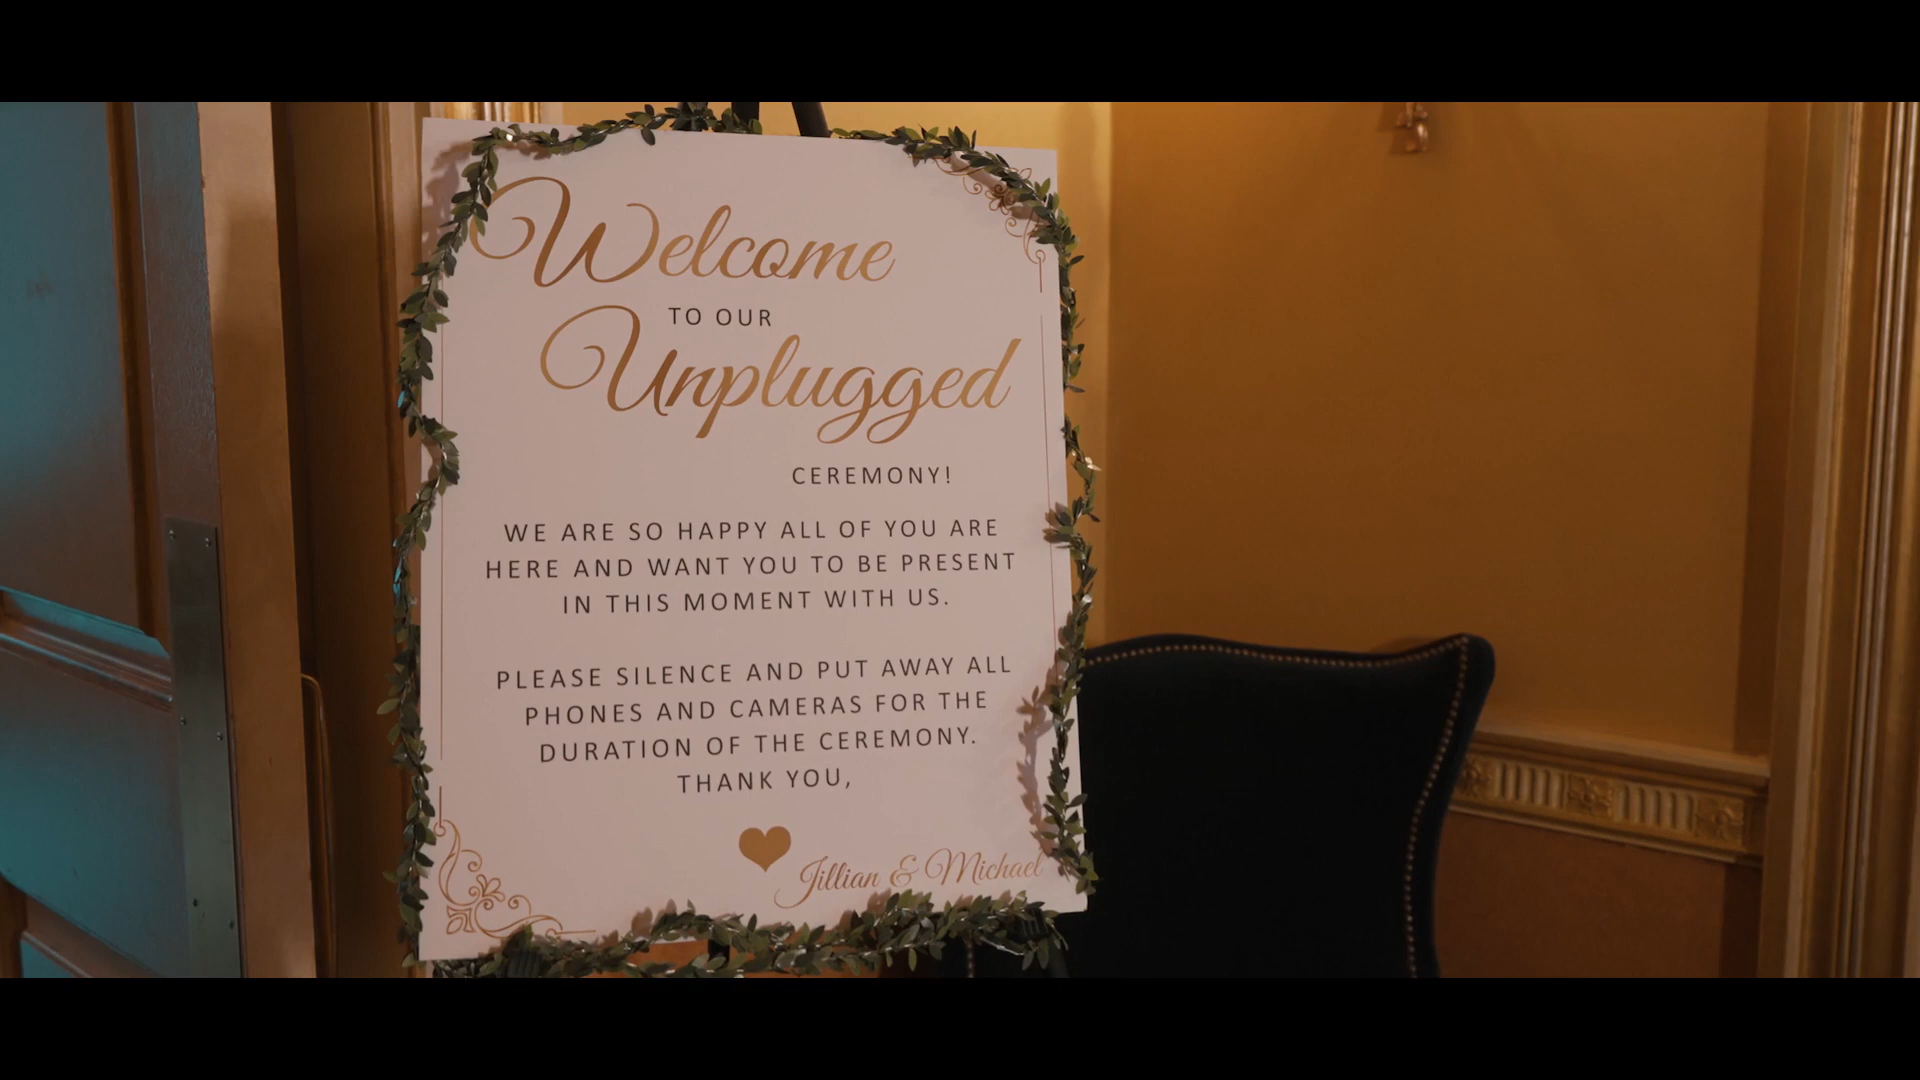 Welcome
TO OUR
Unplugged
CEREMONY!
WE ARE SO HAPPY ALL OF YOU ARE
HERE AND WANT YOU TO BE PRESENT
IN THIS MOMENT WITH US.
PLEASE SILENCE AND PUT AWAY ALL
PHONES AND CAMERAS FOR THE
DURATION OF THE CEREMONY.
THANK YOU,
Jillian & Michael